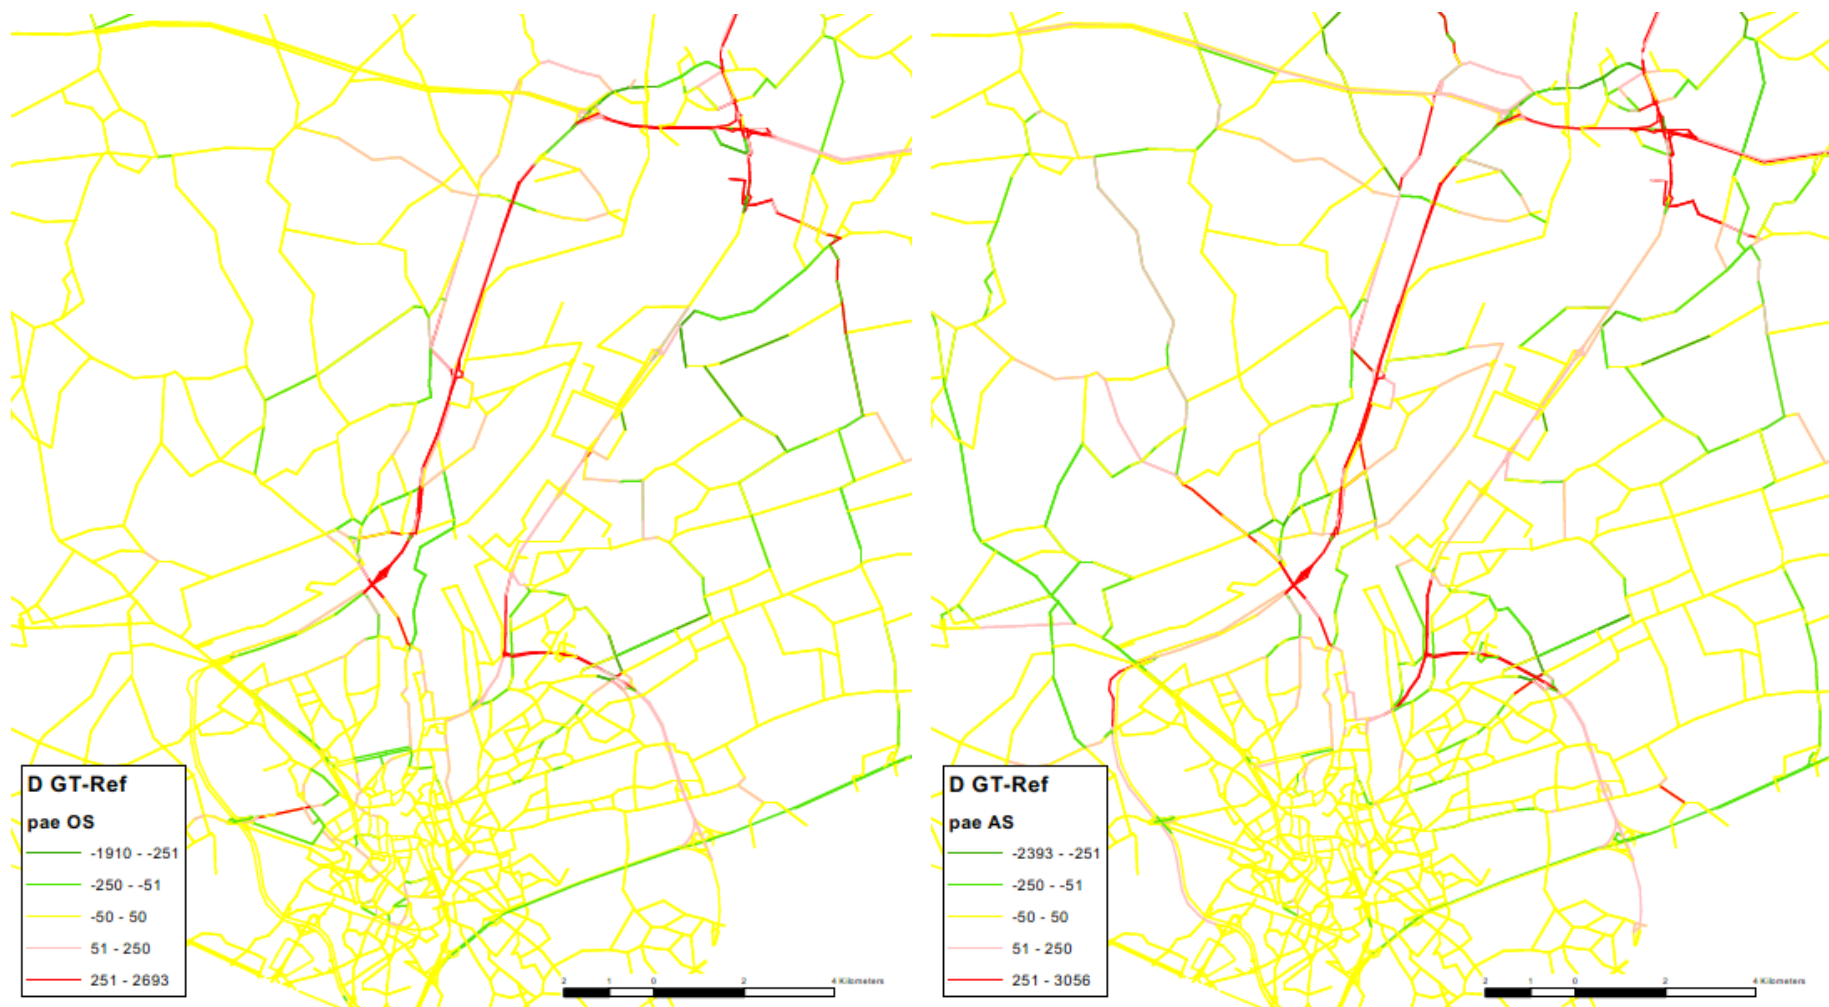 D GT-Ref
pae OS
-1910 - -251
-250 - -51
-50 - 50
51 - 250
251 - 2693
2 1 0 2 4 Kilometers
D GT-Ref
pae AS
-2393 - -251
-250 - -51
-50 - 50
51 - 250
251 - 3056
2 1 0 2 4 Kilometers